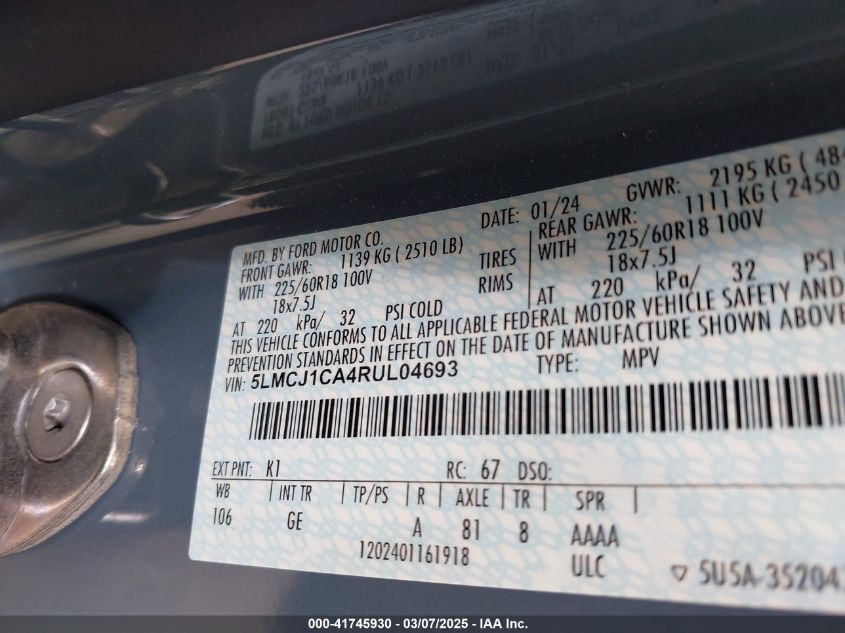 MFD. BY FORD MOTOR CO. DATE: 01/24 GVWR: 2195 KG ( 484
FRONT GAWR: 1139 KG ( 2510 LB) REAR GAWR: 1111 KG ( 2450
WITH 225/60R18 100V TIRES WITH 225/60R18 100V
18x7.5J RIMS 18x7.5J
AT 220 kPa/ 32 PSI COLD AT 220 kPa/ 32 PSI
THIS VEHICLE CONFORMS TO ALL APPLICABLE FEDERAL MOTOR VEHICLE SAFETY AND
PREVENTION STANDARDS IN EFFECT ON THE DATE OF MANUFACTURE SHOWN ABOVE
VIN: 5LMCJ1CA4RUL04693 TYPE: MPV
EXT PNT: K1 RC: 67 DSO:
WB | INT TR | TP/PS | R | AXLE | TR | SPR |
106 GE A 81 8 AAAA
1202401161918 ULC 5U5A-35204
000-41745930 - 03/07/2025 - © IAA, Inc.